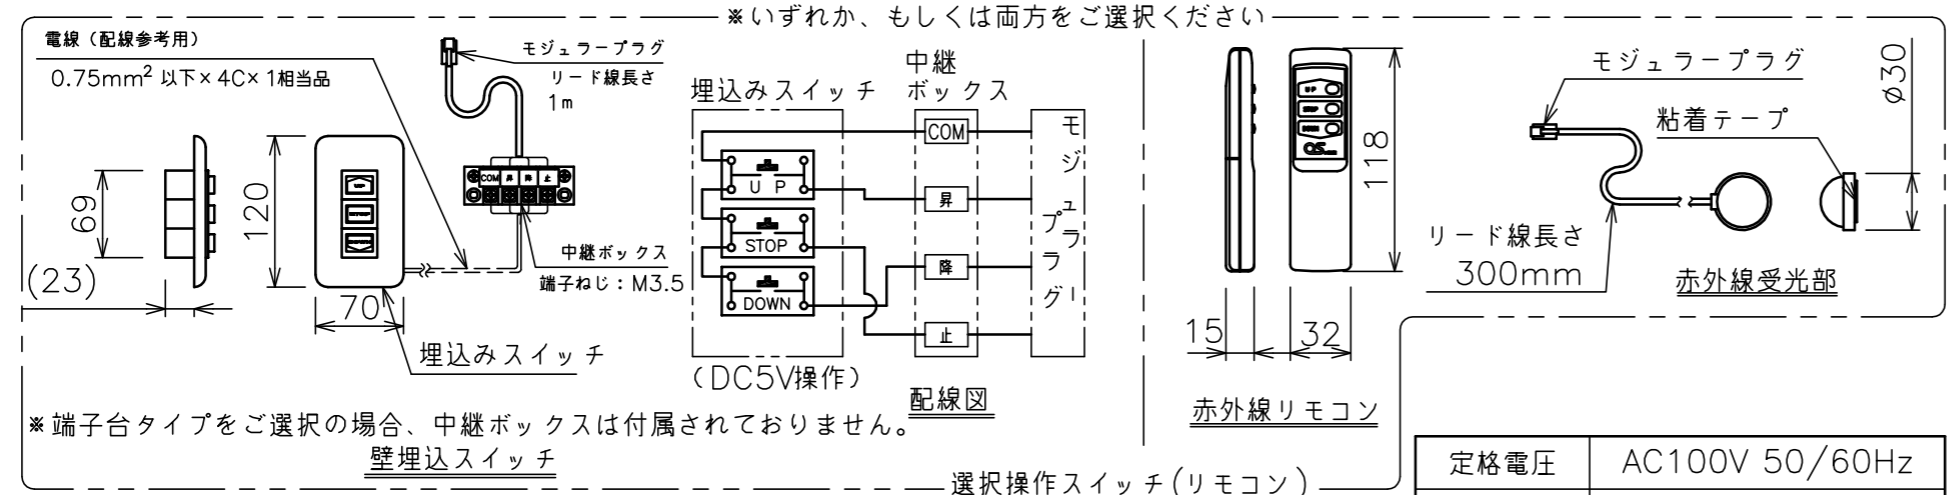 ※いずれか、もしくは両方をご選択ください
電線（配線参考用）
0.75mm² 以下×4C×1相当品
モジュラープラグ
リード線長さ
1m
69
(23)
120
70
UP
COM 昇 降 止
中継ボックス
端子ねじ：M3.5
埋込みスイッチ
埋込みスイッチ
中継
ボックス
UP
STOP
DOWN
COM
昇
降
止
モジュラープラグ
(DC5V操作)
配線図
※端子台タイプをご選択の場合、中継ボックスは付属されておりません。
壁埋込スイッチ
UP
STOP
DOWN
OS
118
15
32
赤外線リモコン
モジュラープラグ
粘着テープ
φ30
リード線長さ
300mm
赤外線受光部
選択操作スイッチ(リモコン)
定格電圧 AC100V 50/60Hz